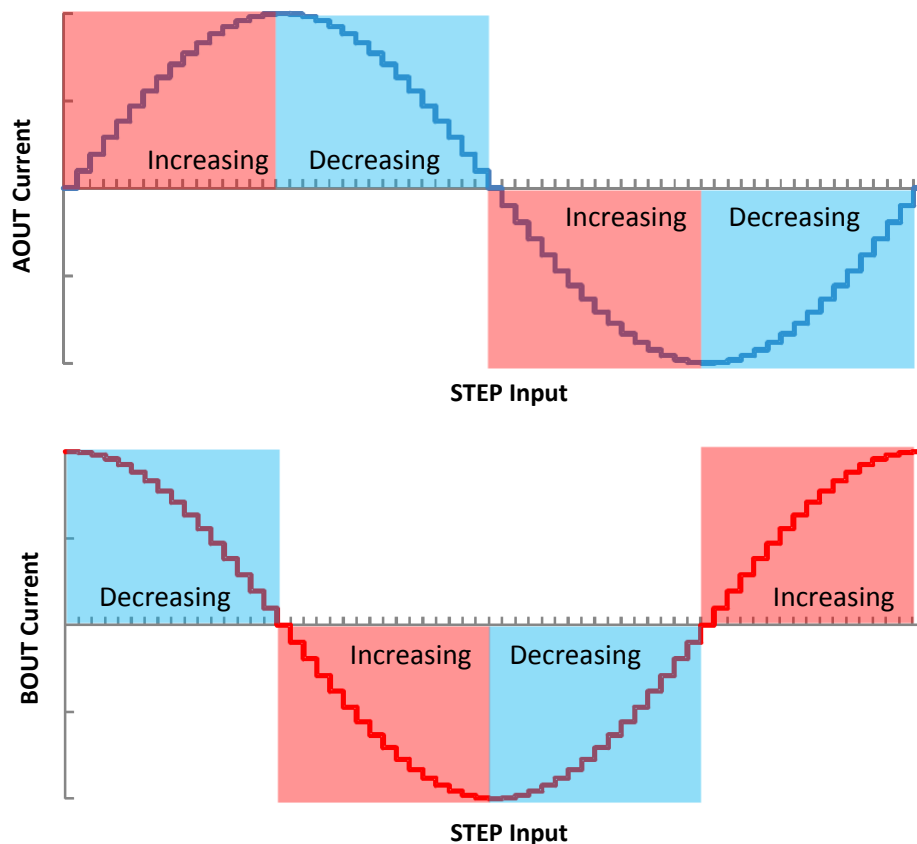 AOUT Current
Increasing
Decreasing
Increasing
Decreasing
STEP Input
BOUT Current
Decreasing
Increasing
Increasing
Decreasing
STEP Input